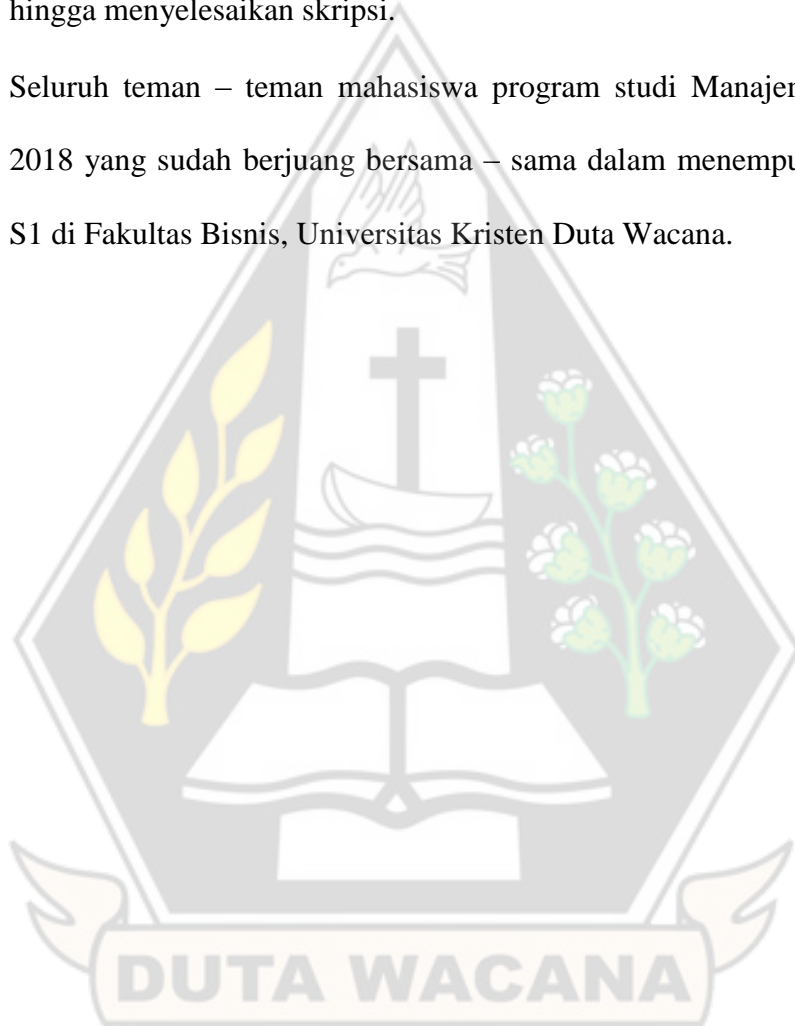 hingga menyelesaikan skripsi.
Seluruh teman – teman mahasiswa program studi Manajer
2018 yang sudah berjuang bersama – sama dalam menempu
S1 di Fakultas Bisnis, Universitas Kristen Duta Wacana.
DUTA WACANA